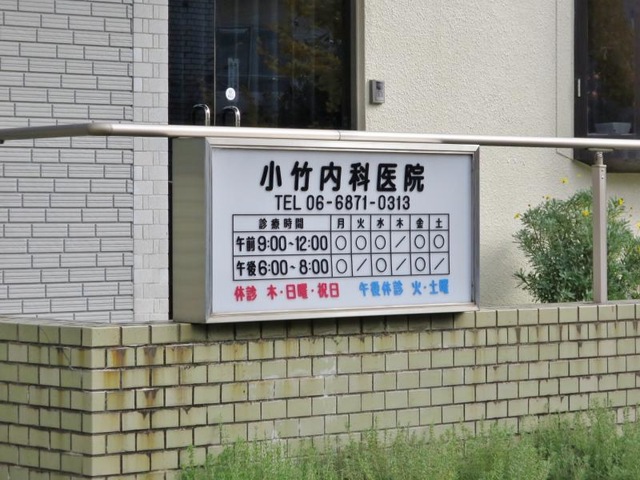 小竹内科医院
TEL 06-6871-0313
診療時間 月 火 水 木 金 土
午前9:00~12:00 ○ ○ ○ ／ ○ ○
午後6:00~8:00 ○ ／ ○ ／ ○ ／
休診 木・日曜・祝日 午後休診 火・土曜